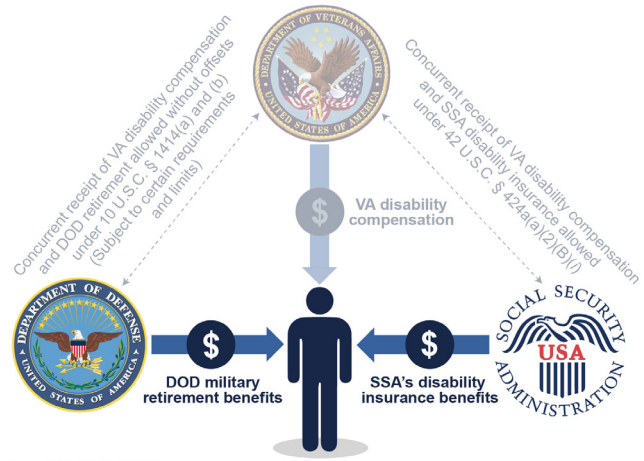 DEPARTMENT OF VETERANS AFFAIRS
UNITED STATES OF AMERICA
Concurrent receipt of VA disability compensation
and DOD retirement allowed without offsets
under 10 U.S.C. § 1414(a) and (b)
(Subject to certain requirements
and limits)
Concurrent receipt of VA disability compensation
and SSA disability insurance allowed
under 42 U.S.C. § 424a(a)(2)(B)(i)
$
VA disability
compensation
DEPARTMENT OF DEFENSE
UNITED STATES OF AMERICA
$
DOD military
retirement benefits
$
SSA's disability
insurance benefits
SOCIAL SECURITY
USA
ADMINISTRATION